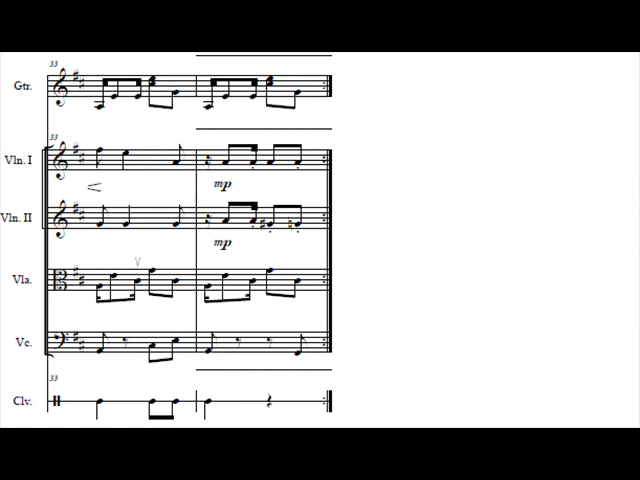 33
Gtr.
33
Vln. I
mp
Vln. II
mp
Vla.
Vc.
33
Clv.